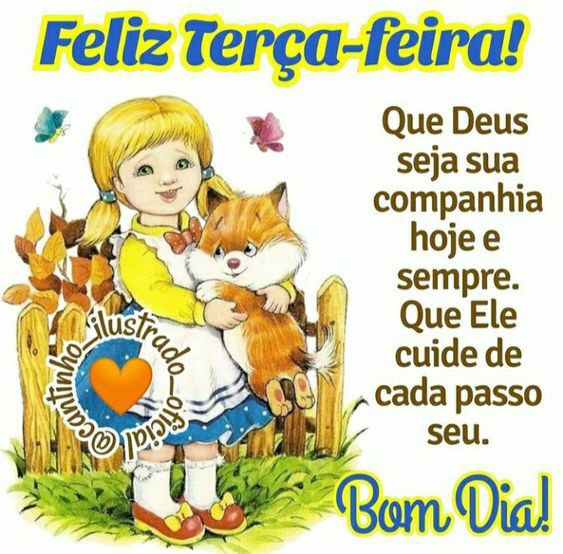 Feliz Terça-feira!
Que Deus
seja sua
companhia
hoje e
sempre.
Que Ele
cuide de
cada passo
seu.
@cantinho_ilustrado_oficial
Bom Dia!